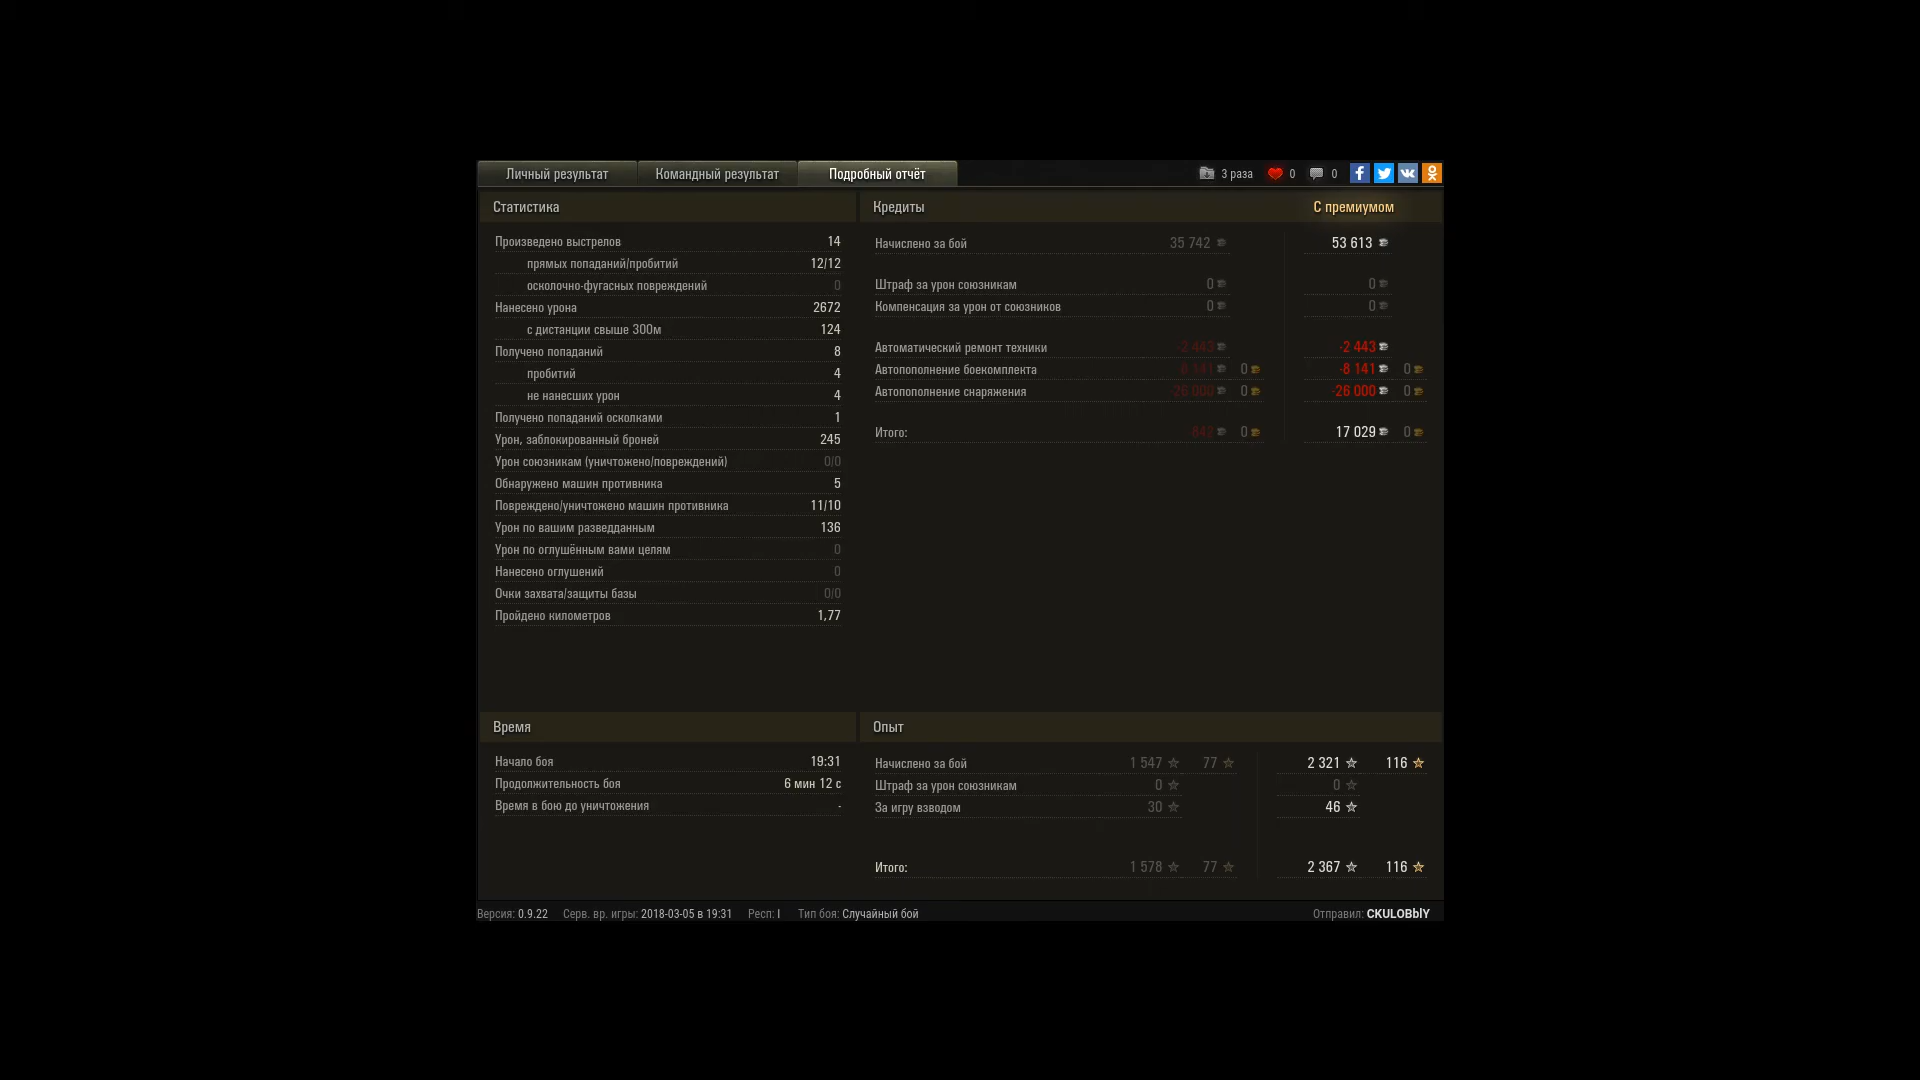 Личный результат Командный результат Подробный отчёт 3 раза 0 0
Статистика
Произведено выстрелов 14
прямых попаданий/пробитий 12/12
осколочно-фугасных повреждений 0
Нанесено урона 2672
с дистанции свыше 300м 124
Получено попаданий 8
пробитий 4
не нанесших урон 4
Получено попаданий осколками 1
Урон, заблокированный броней 245
Урон союзникам (уничтожено/повреждений) 0/0
Обнаружено машин противника 5
Повреждено/уничтожено машин противника 11/10
Урон по вашим разведданным 136
Урон по оглушённым вами целям 0
Нанесено оглушений 0
Очки захвата/защиты базы 0/0
Пройдено километров 1,77
Кредиты С премиумом
Начислено за бой 35 742 53 613
Штраф за урон союзникам 0 0
Компенсация за урон от союзников 0 0
Автоматический ремонт техники -2 443 -2 443
Автопополнение боекомплекта -8 141 0 -8 141 0
Автопополнение снаряжения -26 000 0 -26 000 0
Итого: -842 0 17 029 0
Время
Начало боя 19:31
Продолжительность боя 6 мин 12 с
Время в бою до уничтожения -
Опыт
Начислено за бой 1 547 77 2 321 116
Штраф за урон союзникам 0 0
За игру взводом 30 46
Итого: 1 578 77 2 367 116
Версия: 0.9.22 Серв. вр. игры: 2018-03-05 в 19:31 Респ: I Тип боя: Случайный бой Отправил: CKULOBblY